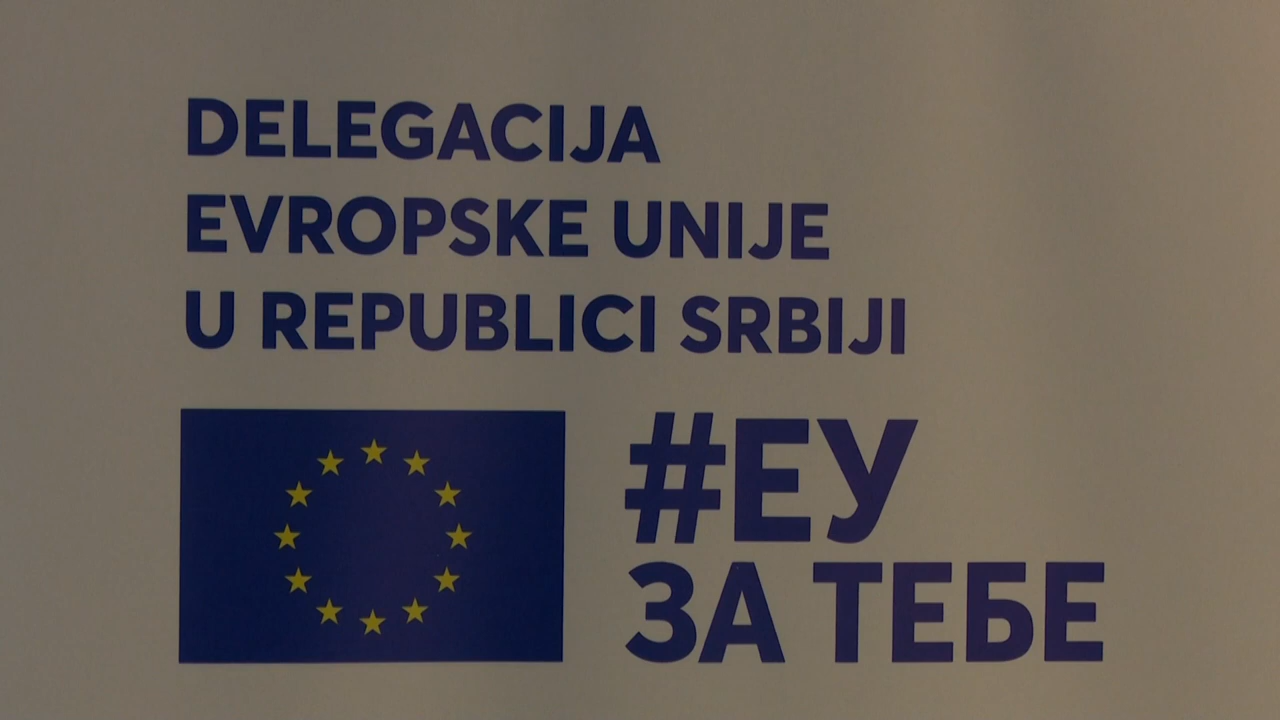 DELEGACIJA
EVROPSKE UNIJE
U REPUBLICI SRBIJI
#ЕУ
ЗА ТЕБЕ